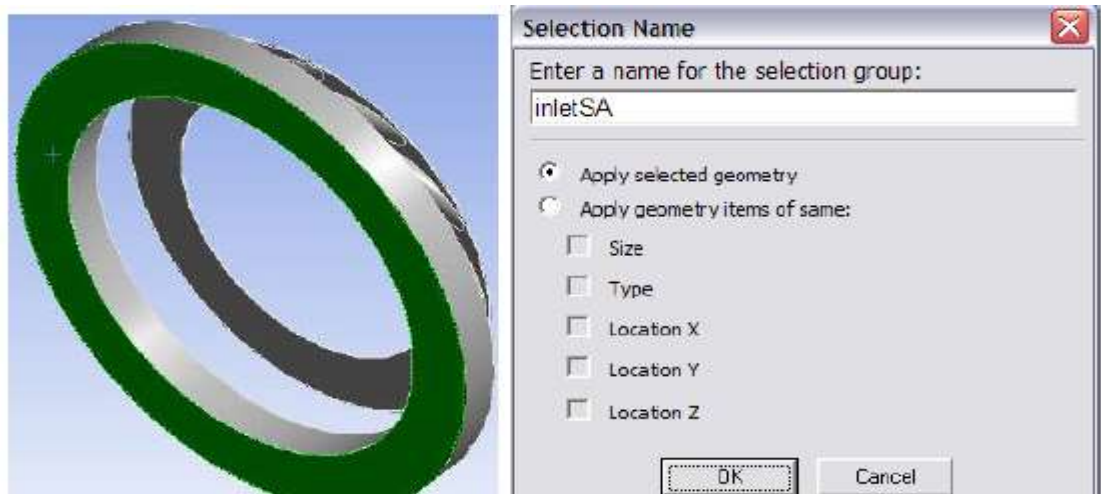 Selection Name
Enter a name for the selection group:
inletSA
Apply selected geometry
Apply geometry items of same:
Size
Type
Location X
Location Y
Location Z
OK Cancel